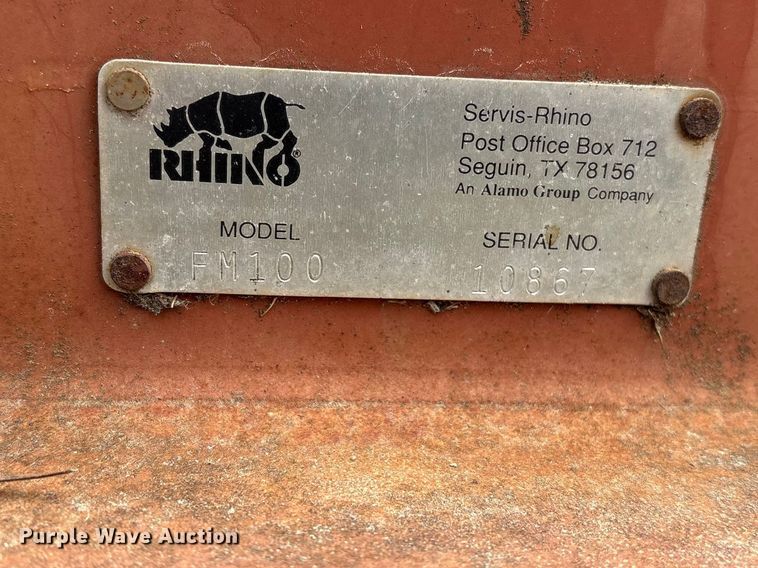 RHINO®
Servis-Rhino
Post Office Box 712
Seguin, TX 78156
An Alamo Group Company
MODEL
FM100
SERIAL NO.
10867
Purple Wave Auction